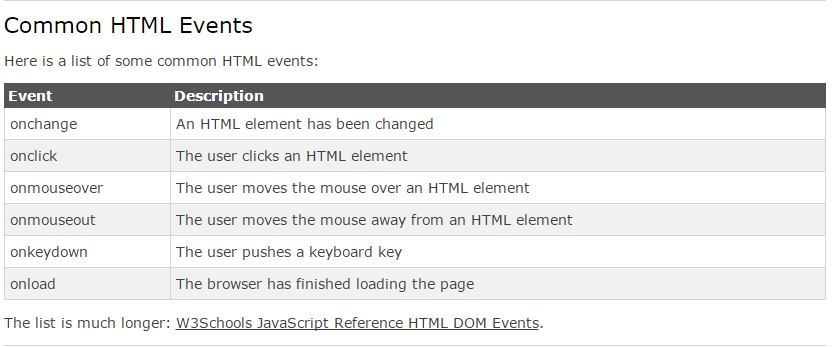 Common HTML Events
Here is a list of some common HTML events:
Event Description
onchange An HTML element has been changed
onclick The user clicks an HTML element
onmouseover The user moves the mouse over an HTML element
onmouseout The user moves the mouse away from an HTML element
onkeydown The user pushes a keyboard key
onload The browser has finished loading the page
The list is much longer: W3Schools JavaScript Reference HTML DOM Events.